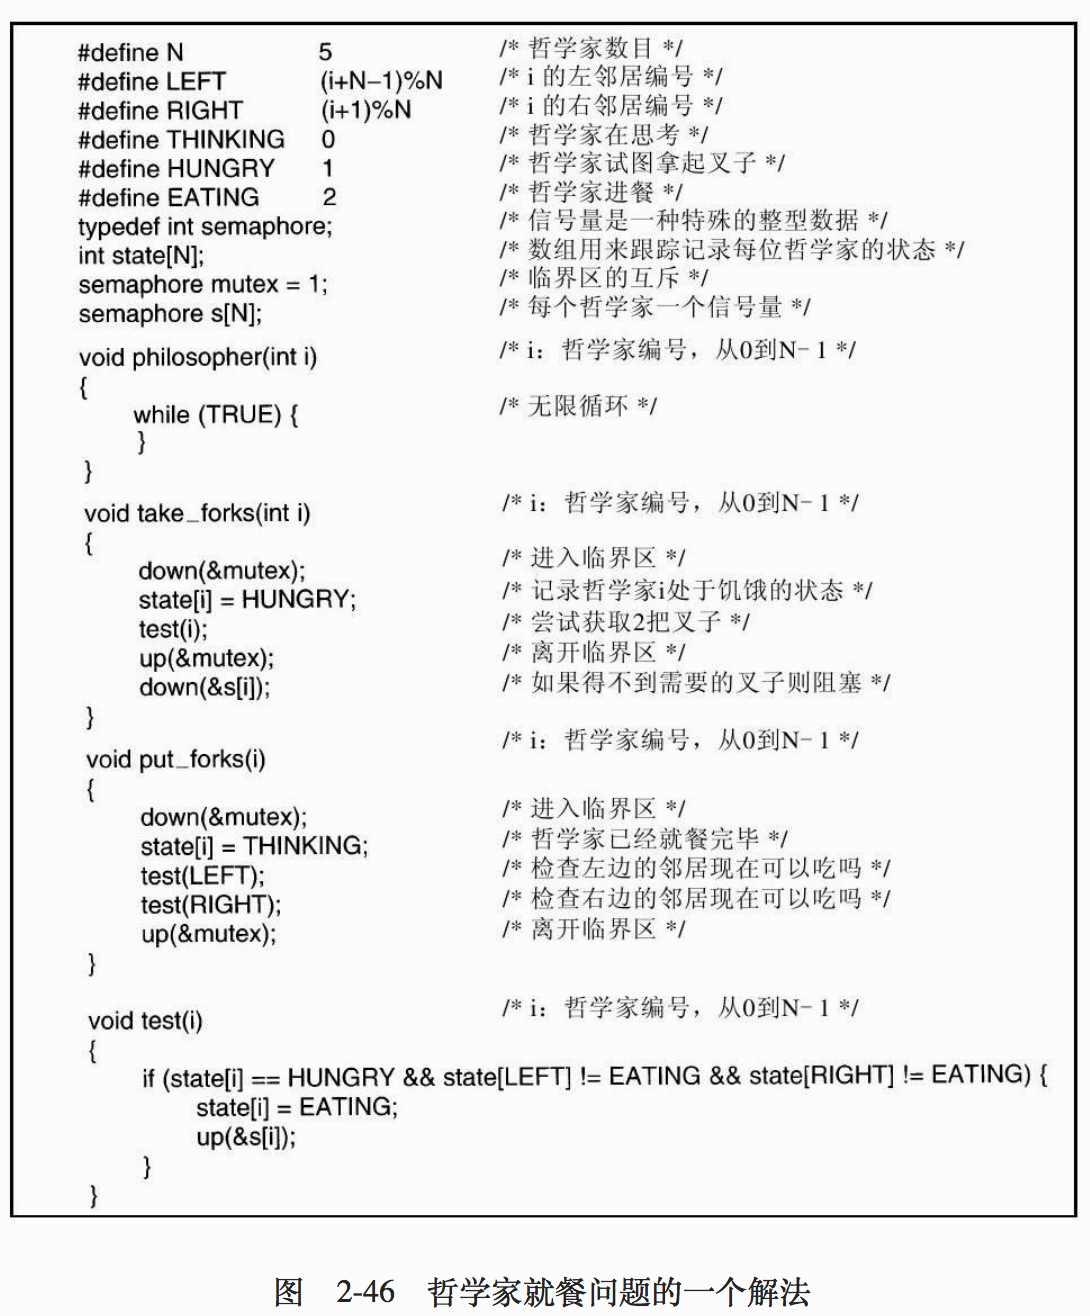 #define N 5 /* 哲学家数目 */
#define LEFT (i+N−1)%N /* i 的左邻居编号 */
#define RIGHT (i+1)%N /* i 的右邻居编号 */
#define THINKING 0 /* 哲学家在思考 */
#define HUNGRY 1 /* 哲学家试图拿起叉子 */
#define EATING 2 /* 哲学家进餐 */
typedef int semaphore; /* 信号量是一种特殊的整型数据 */
int state[N]; /* 数组用来跟踪记录每位哲学家的状态 */
semaphore mutex = 1; /* 临界区的互斥 */
semaphore s[N]; /* 每个哲学家一个信号量 */
void philosopher(int i) /* i：哲学家编号，从0到N- 1 */
{
while (TRUE) { /* 无限循环 */
}
}
void take_forks(int i) /* i：哲学家编号，从0到N- 1 */
{
down(&mutex); /* 进入临界区 */
state[i] = HUNGRY; /* 记录哲学家i处于饥饿的状态 */
test(i); /* 尝试获取2把叉子 */
up(&mutex); /* 离开临界区 */
down(&s[i]); /* 如果得不到需要的叉子则阻塞 */
}
void put_forks(i) /* i：哲学家编号，从0到N- 1 */
{
down(&mutex); /* 进入临界区 */
state[i] = THINKING; /* 哲学家已经就餐完毕 */
test(LEFT); /* 检查左边的邻居现在可以吃吗 */
test(RIGHT); /* 检查右边的邻居现在可以吃吗 */
up(&mutex); /* 离开临界区 */
}
void test(i) /* i：哲学家编号，从0到N- 1 */
{
if (state[i] == HUNGRY && state[LEFT] != EATING && state[RIGHT] != EATING) {
state[i] = EATING;
up(&s[i]);
}
}
图 2-46 哲学家就餐问题的一个解法